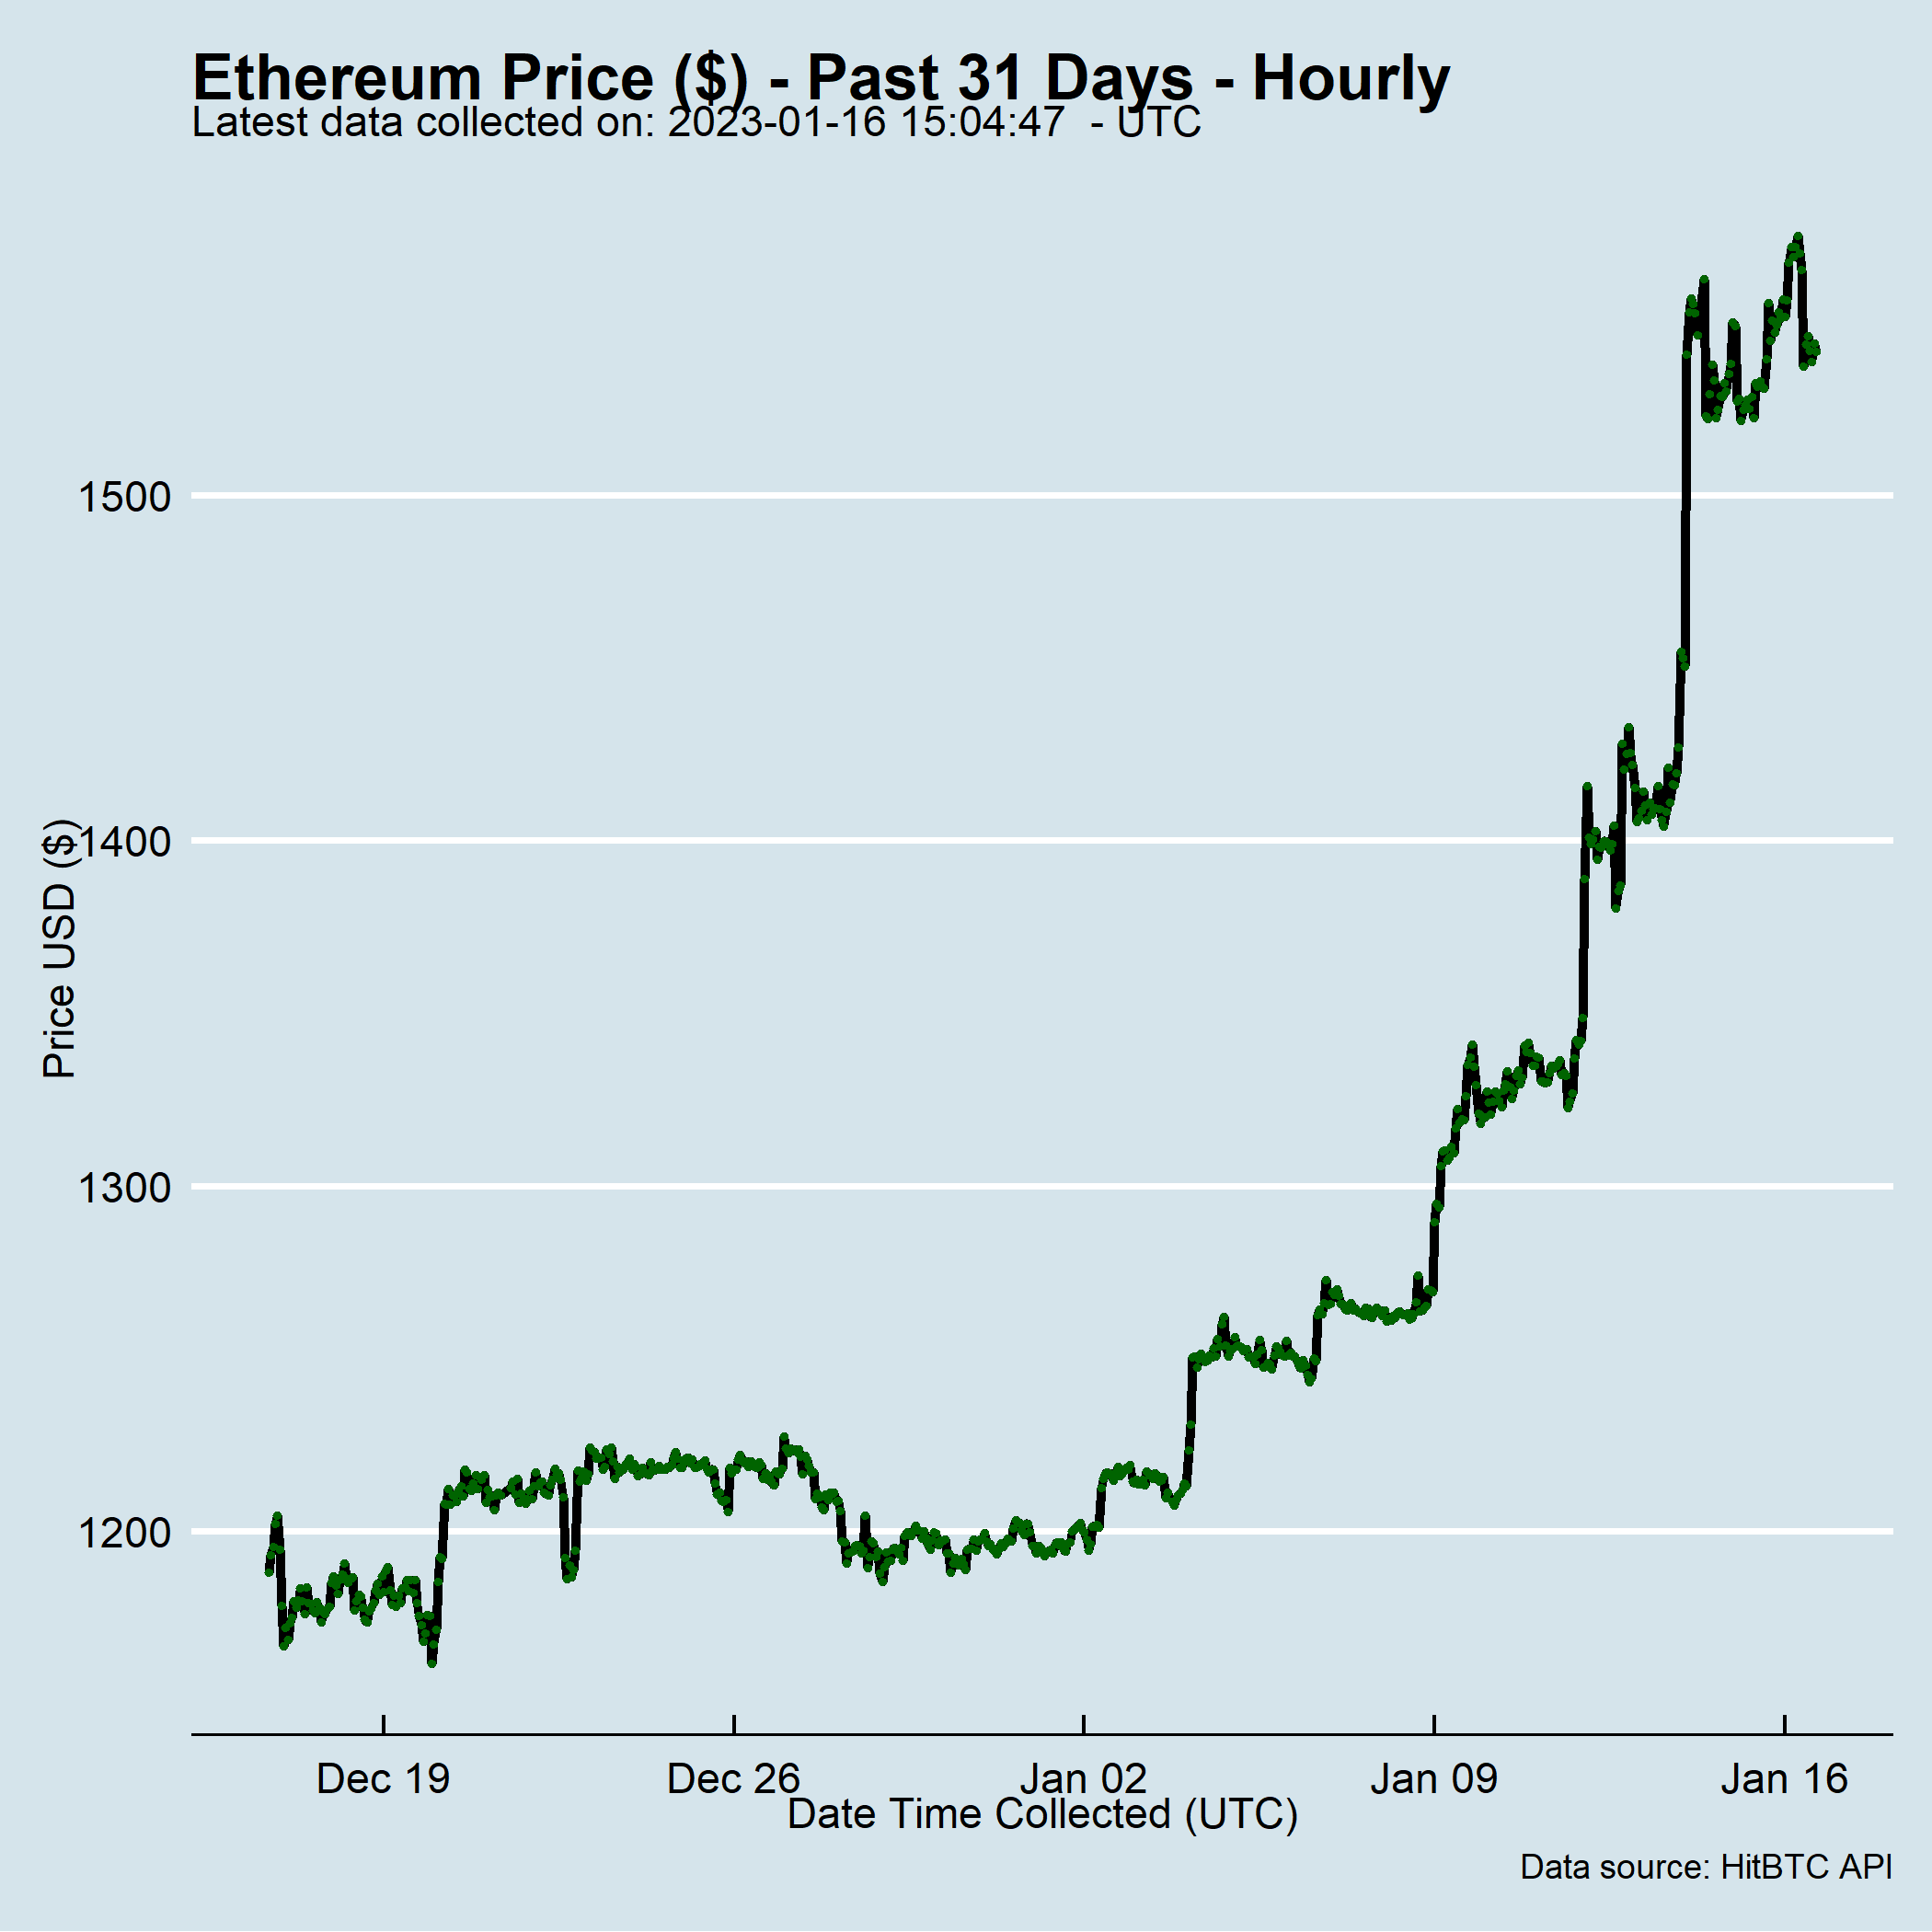 Ethereum Price ($) - Past 31 Days - Hourly
Latest data collected on: 2023-01-16 15:04:47  - UTC
Price USD ($)
1500
1400
1300
1200
Dec 19
Dec 26
Jan 02
Jan 09
Jan 16
Date Time Collected (UTC)
Data source: HitBTC API